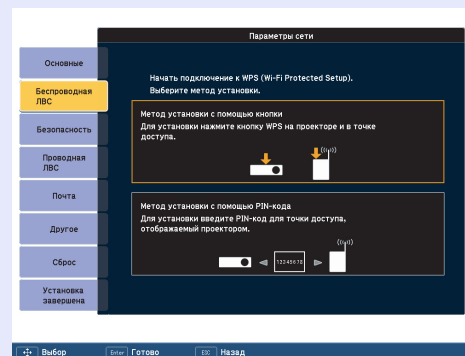 Параметры сети
Основные
Беспроводная
ЛВС
Безопасность
Проводная
ЛВС
Почта
Другое
Сброс
Установка
завершена
Начать подключение к WPS (Wi-Fi Protected Setup).
Выберите метод установки.
Метод установки с помощью кнопки
Для установки нажмите кнопку WPS на проекторе и в точке
доступа.
Метод установки с помощью PIN-кода
Для установки введите PIN-код для точки доступа,
отображаемый проектором.
12345678
Выбор
Enter Готово
ESC Назад